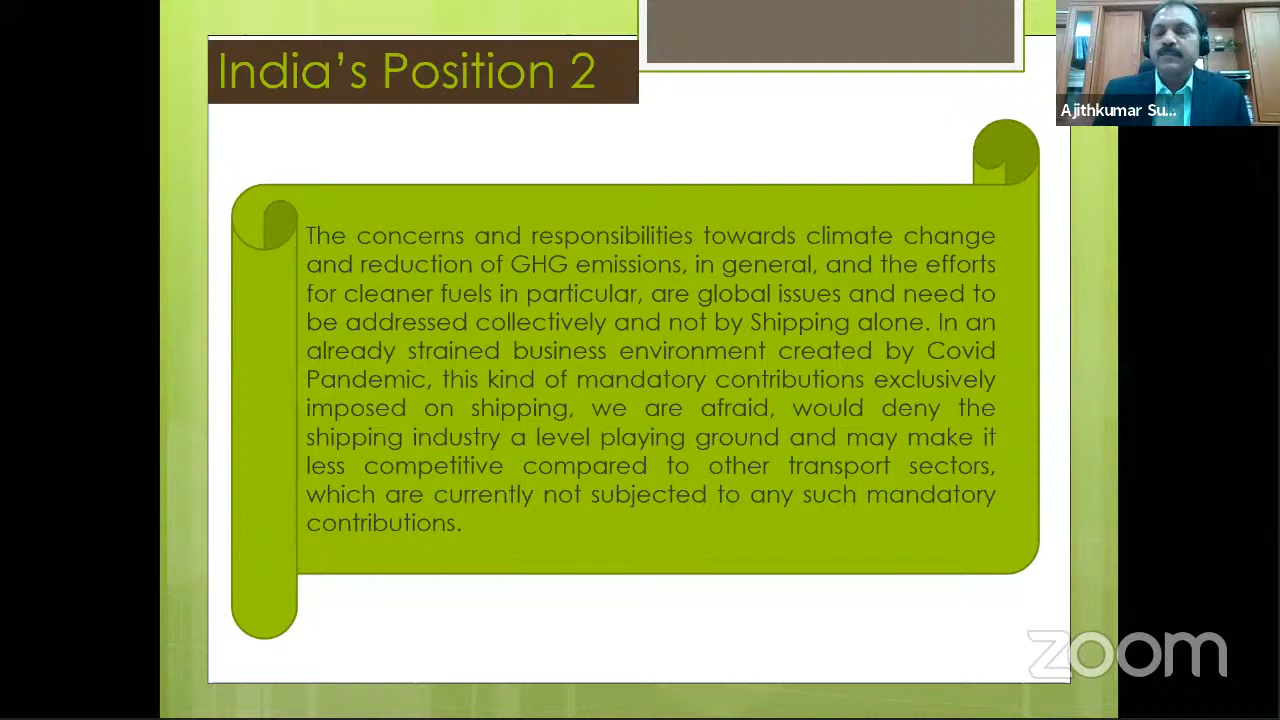 India's Position 2
Ajithkumar Su...
The concerns and responsibilities towards climate change
and reduction of GHG emissions, in general, and the efforts
for cleaner fuels in particular, are global issues and need to
be addressed collectively and not by Shipping alone. In an
already strained business environment created by Covid
Pandemic, this kind of mandatory contributions exclusively
imposed on shipping, we are afraid, would deny the
shipping industry a level playing ground and may make it
less competitive compared to other transport sectors,
which are currently not subjected to any such mandatory
contributions.
zoom